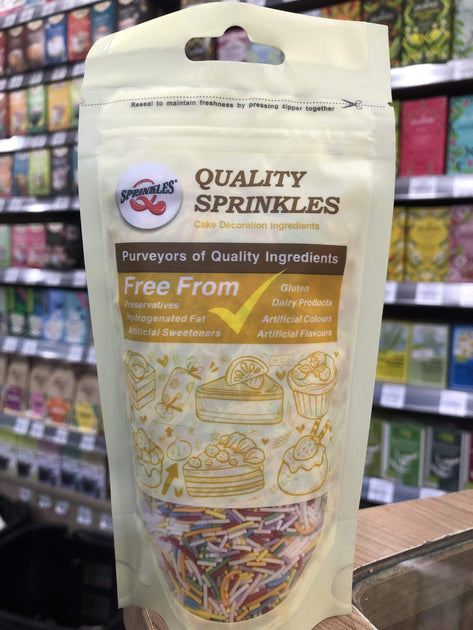 Reseal to maintain freshness by pressing zipper together
SPRINKLES
QUALITY
SPRINKLES
Cake Decoration Ingredients
Purveyors of Quality Ingredients
Free From
Preservatives
Hydrogenated Fat
Artificial Sweeteners
Gluten
Dairy Products
Artificial Colours
Artificial Flavours